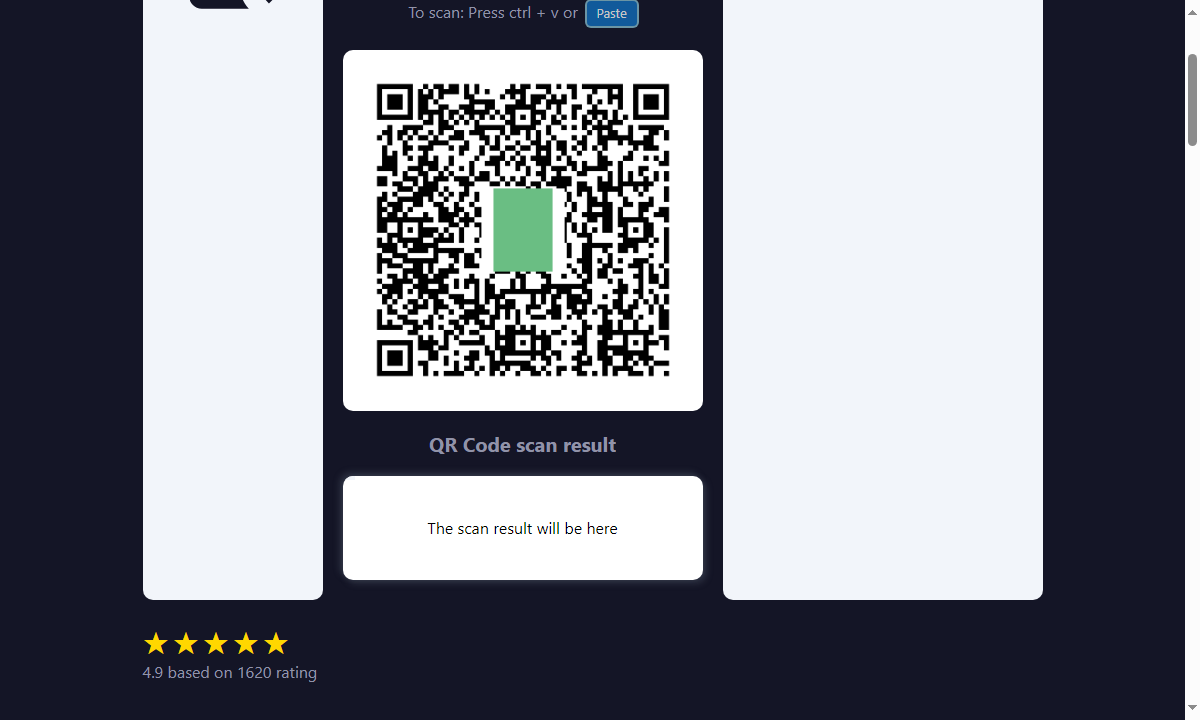 To scan: Press ctrl + v or Paste
QR Code scan result
The scan result will be here
4.9 based on 1620 rating